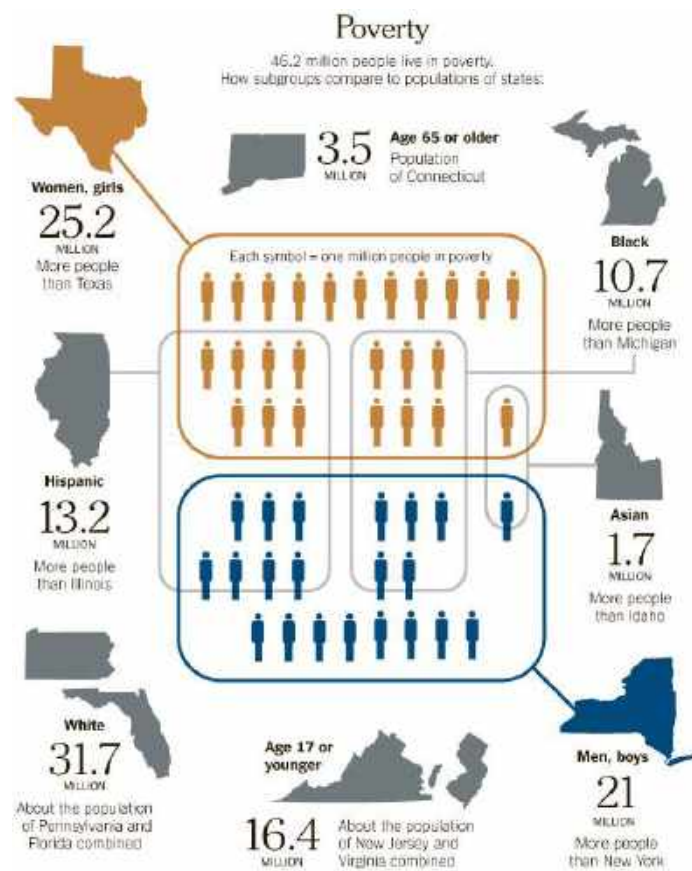 Poverty
46.2 million people live in poverty.
How subgroups compare to populations of states:
Age 65 or older
3.5
MILLION
Population
of Connecticut
Women, girls
25.2
MILLION
More people
than Texas
Each symbol = one million people in poverty
Black
10.7
MILLION
More people
than Michigan
Hispanic
13.2
MILLION
More people
than Illinois
Asian
1.7
MILLION
More people
than Idaho
White
31.7
MILLION
About the population
of Pennsylvania and
Florida combined
Age 17 or
younger
16.4
MILLION
About the population
of New Jersey and
Virginia combined
Men, boys
21
MILLION
More people
than New York